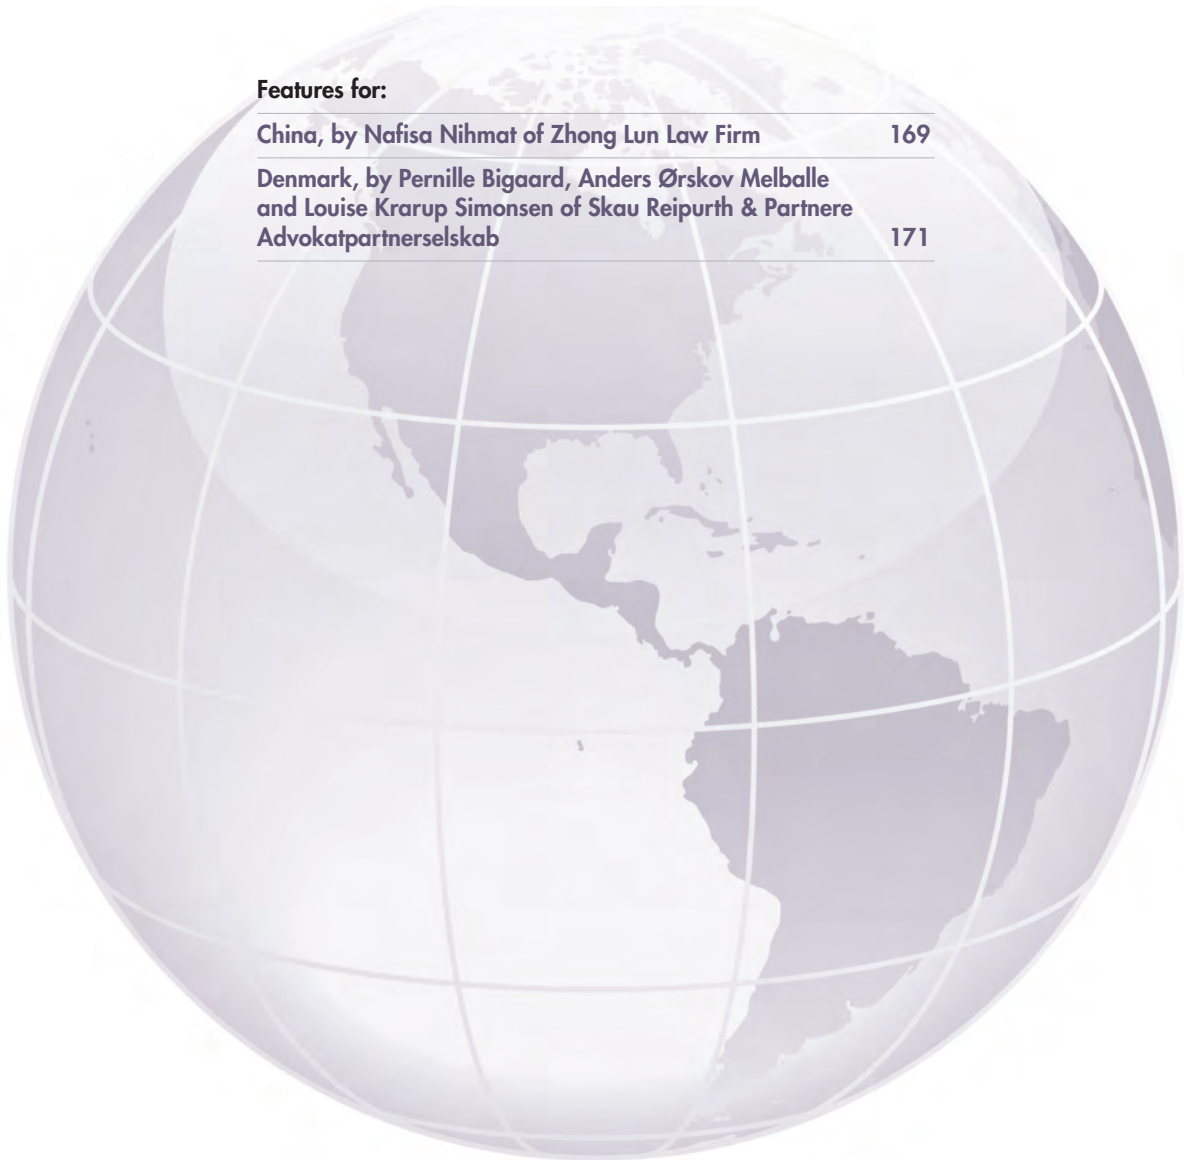 Features for:
China, by Nafisa Nihmat of Zhong Lun Law Firm 169
Denmark, by Pernille Bigaard, Anders Ørskov Melballe
and Louise Krarup Simonsen of Skau Reipurth & Partnere
Advokatpartnerselskab 171